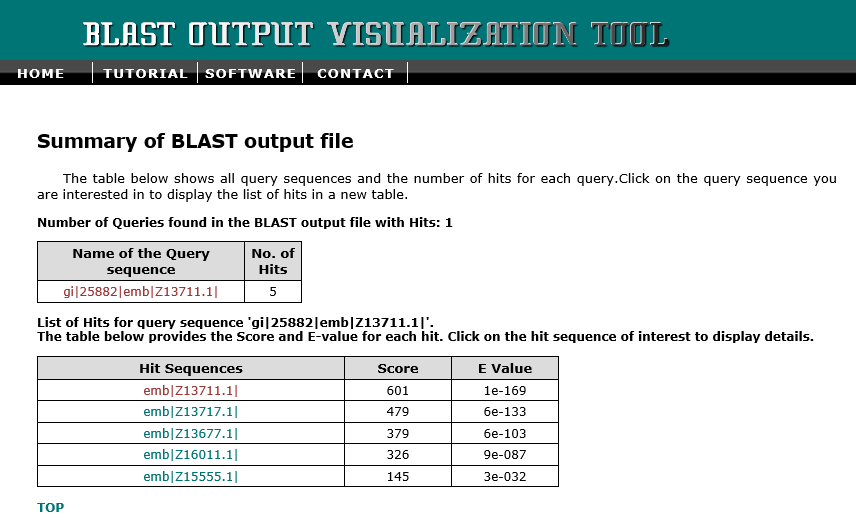 BLAST OUTPUT VISUALIZATION TOOL
HOME TUTORIAL SOFTWARE CONTACT
Summary of BLAST output file
The table below shows all query sequences and the number of hits for each query.Click on the query sequence you
are interested in to display the list of hits in a new table.
Number of Queries found in the BLAST output file with Hits: 1
Name of the Query sequence No. of Hits
gi|25882|emb|Z13711.1| 5
List of Hits for query sequence 'gi|25882|emb|Z13711.1|'.
The table below provides the Score and E-value for each hit. Click on the hit sequence of interest to display details.
Hit Sequences Score E Value
emb|Z13711.1| 601 1e-169
emb|Z13717.1| 479 6e-133
emb|Z13677.1| 379 6e-103
emb|Z16011.1| 326 9e-087
emb|Z15555.1| 145 3e-032
TOP